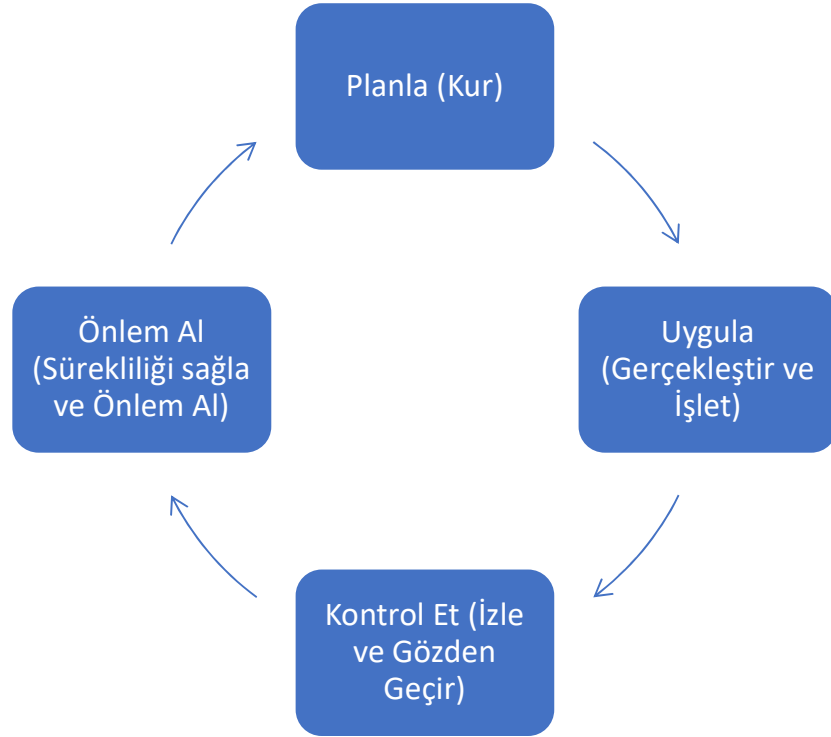 Planla (Kur)
Uygula
(Gerçekleştir ve
İşlet)
Kontrol Et (İzle
ve Gözden
Geçir)
Önlem Al
(Sürekliliği sağla
ve Önlem Al)